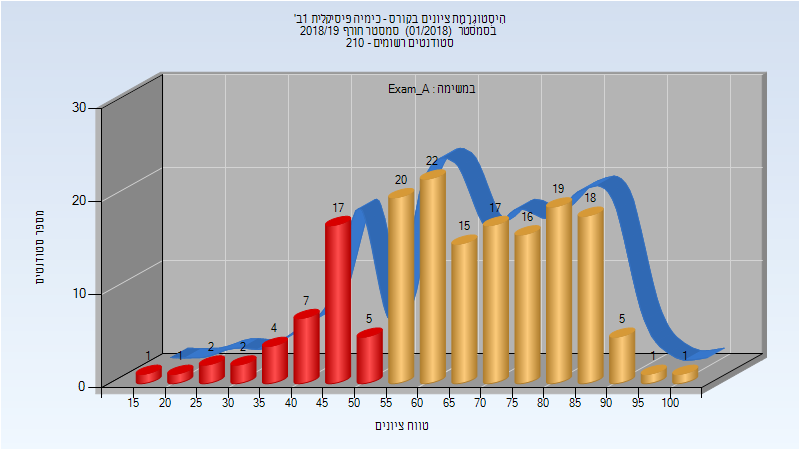 היסטוגרמת ציונים בקורס - כימיה פיסיקלית 1ב'
בסמסטר (01/2018) סמסטר חורף 2018/19
סטודנטים רשומים - 210
במשימה : Exam_A
מספר סטודנטים
30
20
10
0
1 1 2 2 4 7 17 5 20 22 15 17 16 19 18 5 1 1
15 20 25 30 35 40 45 50 55 60 65 70 75 80 85 90 95 100
טווח ציונים